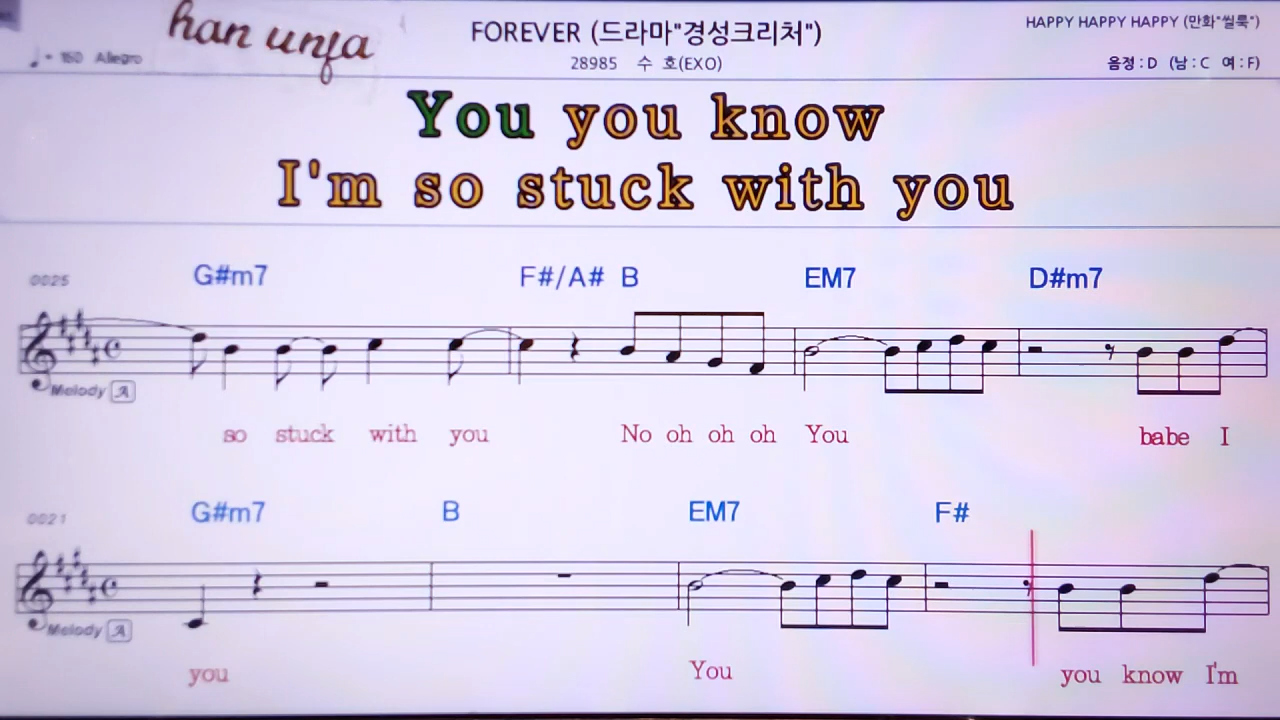 han unfa
♩ = 160 Allegro
FOREVER (드라마"경성크리처")
28985 수 호(EXO)
HAPPY HAPPY HAPPY (만화"씰룩")
음정 : D (남 : C 여 : F)
You you know
I'm so stuck with you
0025 G#m7 F#/A# B EM7 D#m7
Melody A
so stuck with you No oh oh oh You babe I
0021 G#m7 B EM7 F#
Melody A
you You you know I'm